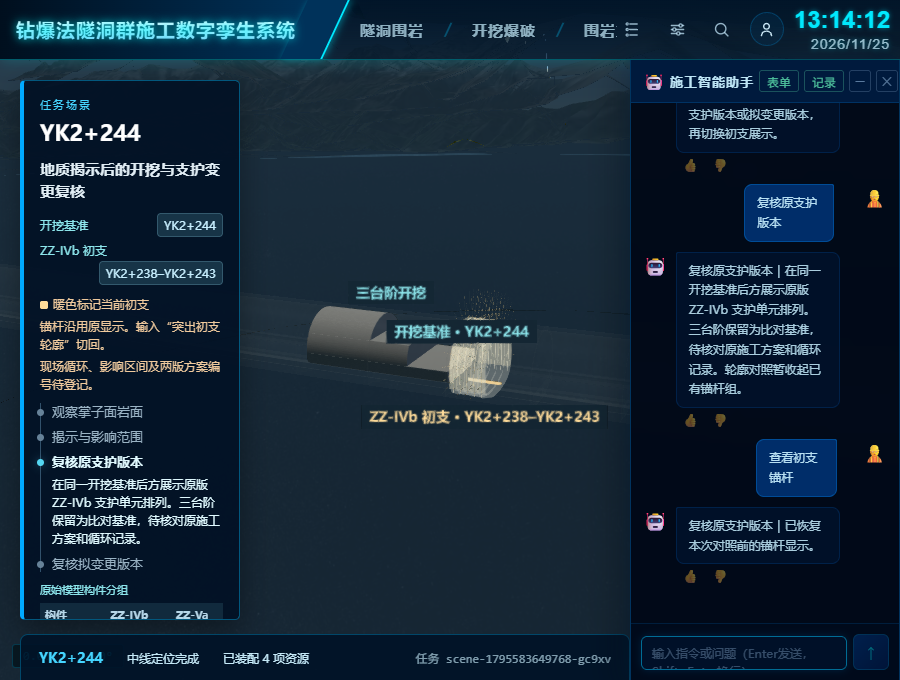 钻爆法隧洞群施工数字孪生系统
隧洞围岩 / 开挖爆破 / 围岩
13:14:12
2026/11/25
任务场景
YK2+244
地质揭示后的开挖与支护变
更复核
开挖基准 YK2+244
ZZ-IVb 初支
YK2+238—YK2+243
暖色标记当前初支
锚杆沿用原显示。输入“突出初支
轮廓”切回。
现场循环、影响区间及两版方案编
号待登记。
观察掌子面岩面
揭示与影响范围
复核原支护版本
在同一开挖基准后方展示原版
ZZ-IVb 支护单元排列。三台阶
保留为比对基准，待核对原施工
方案和循环记录。
复核拟变更版本
原始模型构件分组
构件 ZZ-IVb ZZ-Va
三台阶开挖
开挖基准・YK2+244
ZZ-IVb 初支・YK2+238—YK2+243
YK2+244 中线定位完成 已装配 4 项资源 任务 scene-1795583649768-gc9xv
施工智能助手 表单 记录
支护版本或拟变更版本，
再切换初支展示。
复核原支护
版本
复核原支护版本 | 在同一
开挖基准后方展示原版
ZZ-IVb 支护单元排列。
三台阶保留为比对基准，
待核对原施工方案和循环
记录。轮廓对照暂收起已
有锚杆组。
查看初支
锚杆
复核原支护版本 | 已恢复
本次对照前的锚杆显示。
输入指令或问题（Enter发送，